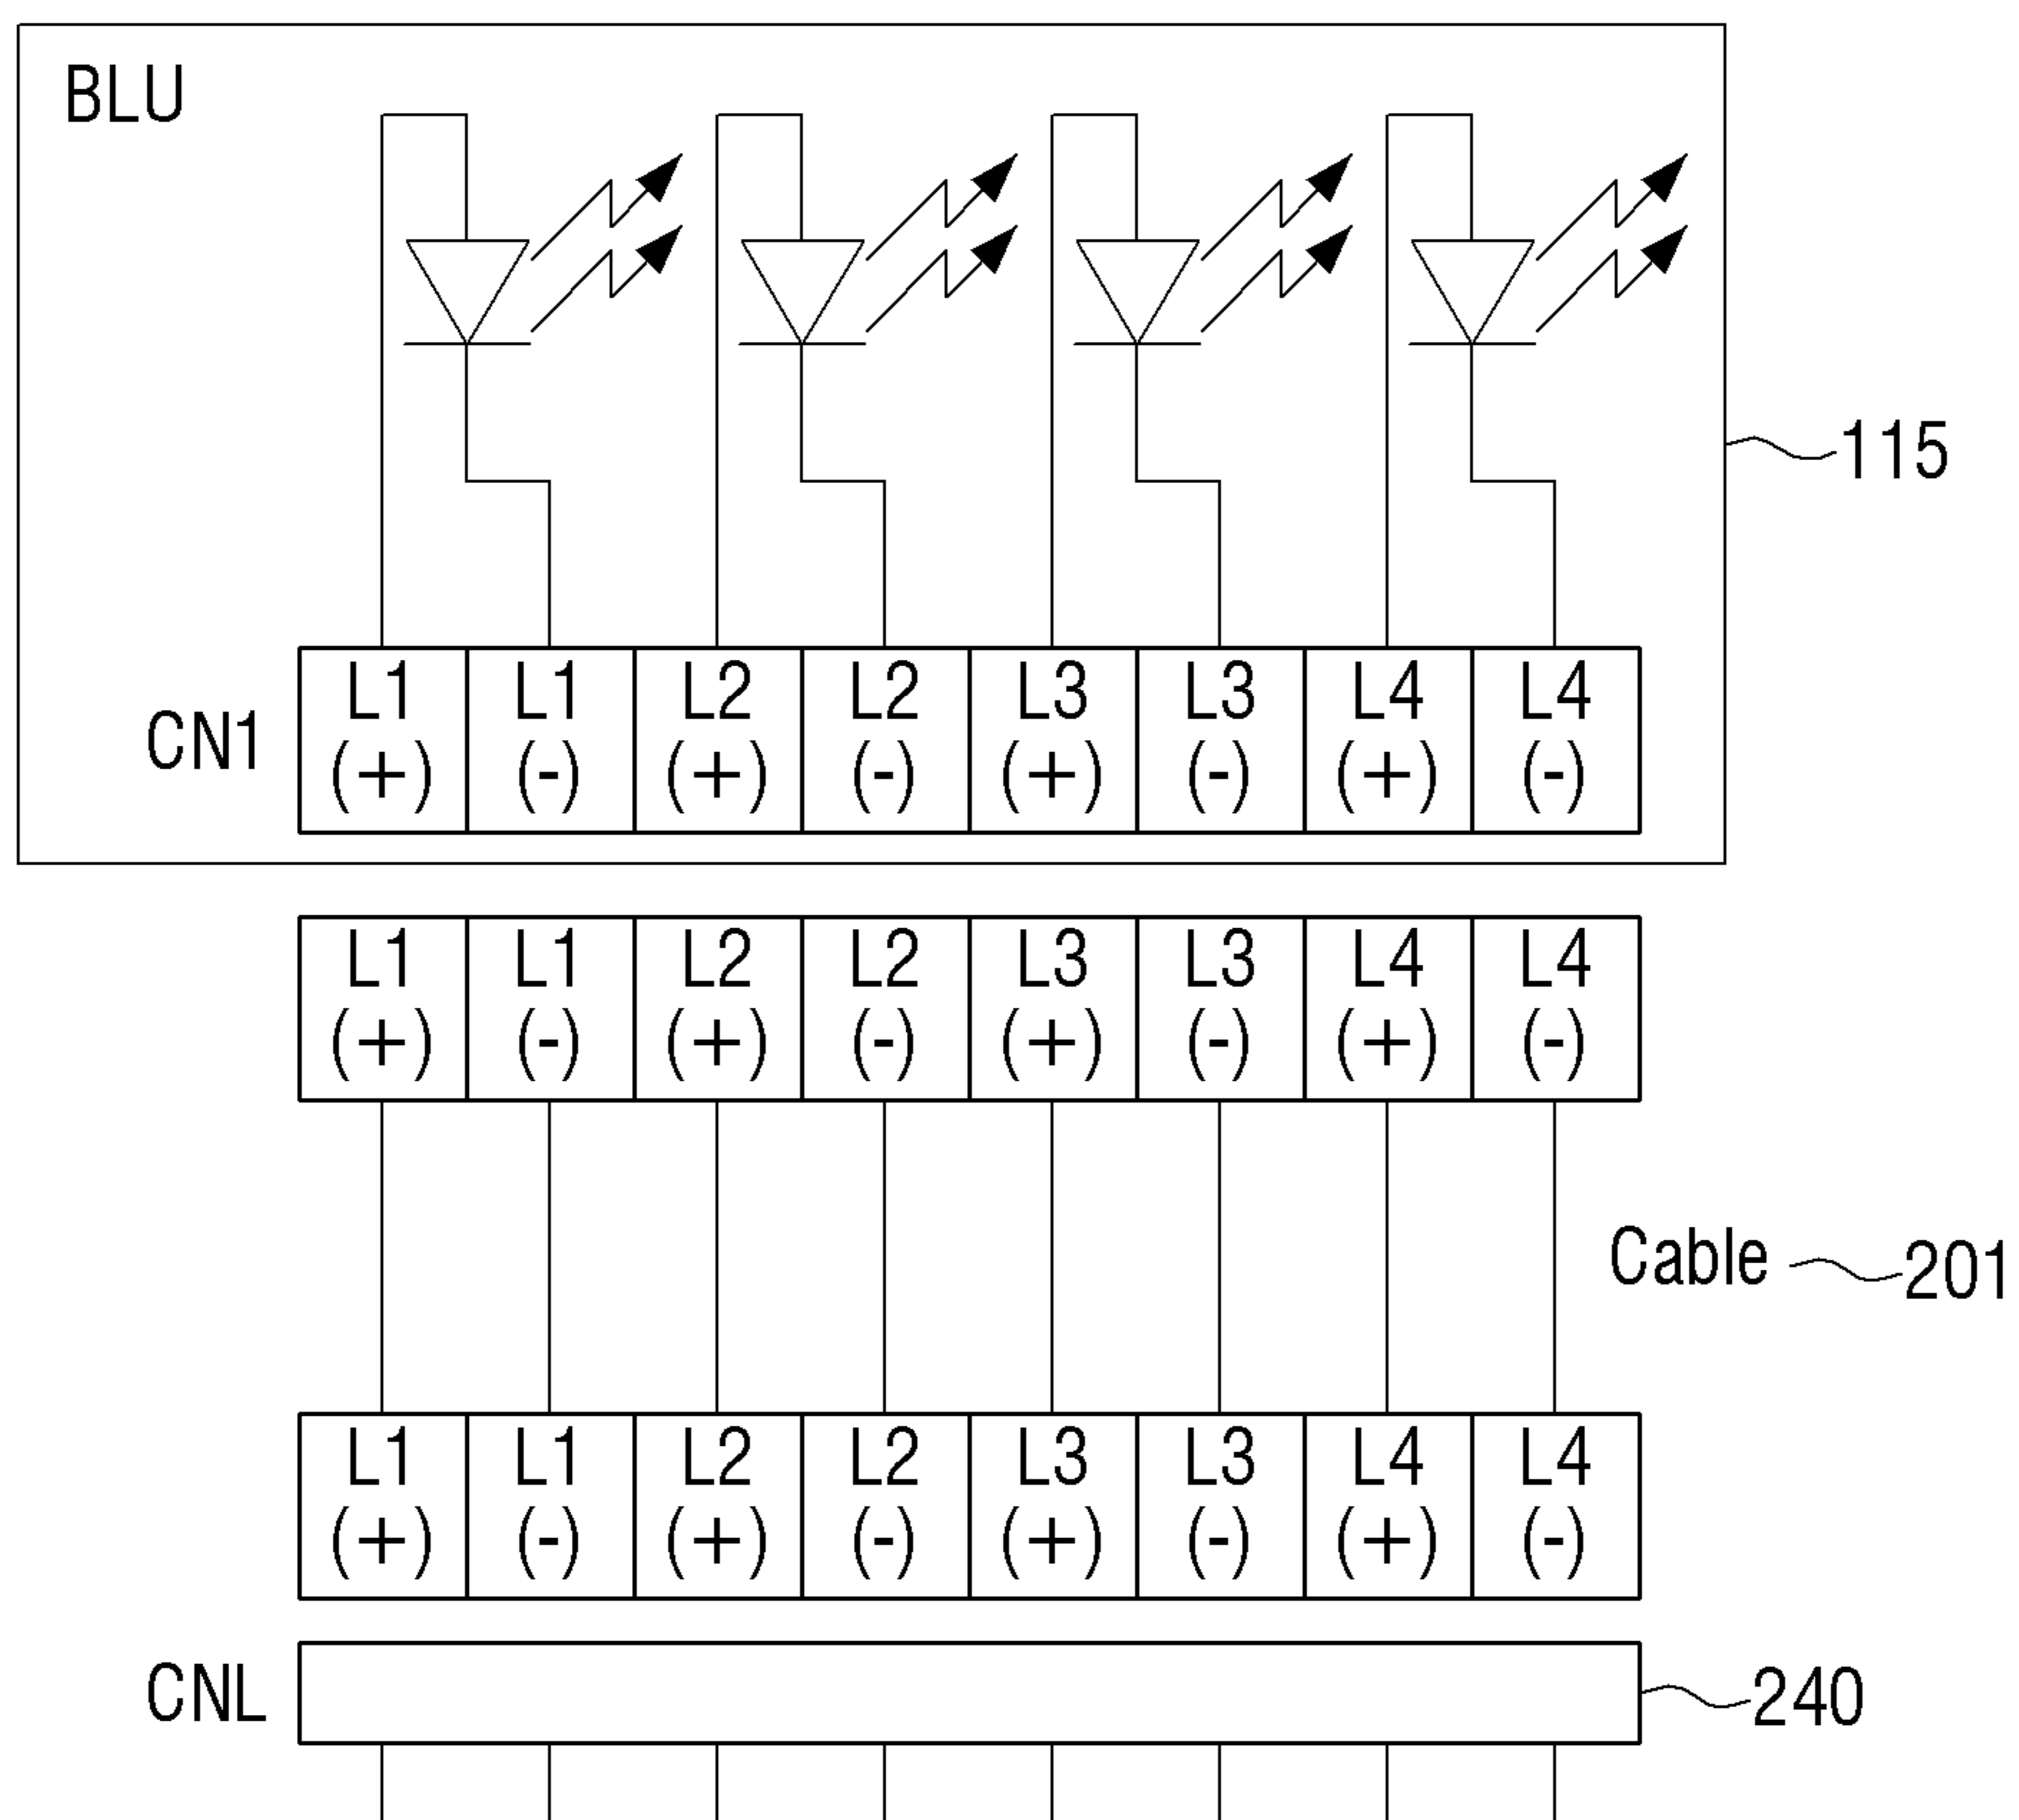 BLU
115
CN1
L1 L1 L2 L2 L3 L3 L4 L4
(+) (-) (+) (-) (+) (-) (+) (-)
L1 L1 L2 L2 L3 L3 L4 L4
(+) (-) (+) (-) (+) (-) (+) (-)
Cable 201
L1 L1 L2 L2 L3 L3 L4 L4
(+) (-) (+) (-) (+) (-) (+) (-)
CNL 240